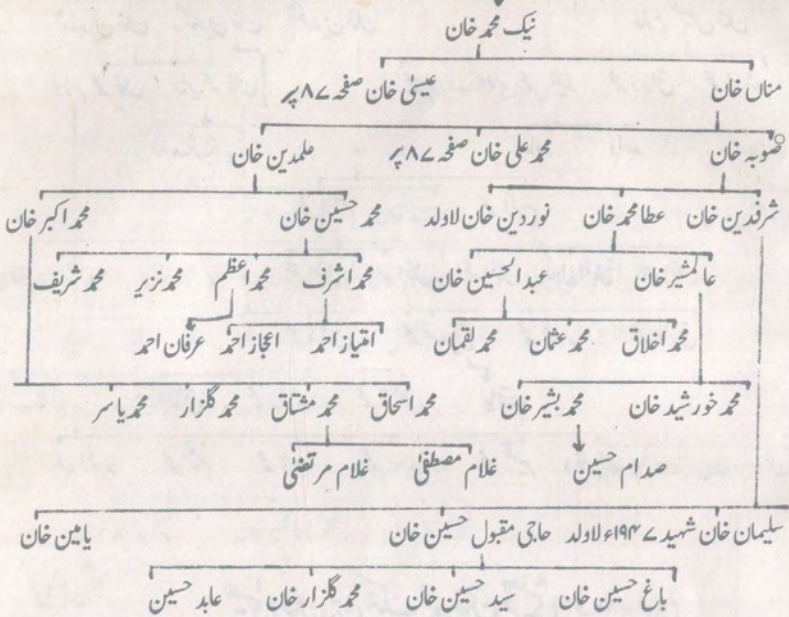 نیک محمد خان
مناں خان عیسیٰ خان صفحہ ۸۷ پر
صوبہ خان محمد علی خان صفحہ ۸۷ پر علمدین خان
شرفدین خان عطا محمد خان نوردین خان لاولد محمد حسین خان محمد اکبر خان
عالمشیر خان عبدالحسین خان محمد اشرف محمد اعظم محمد نزیر محمد شریف
محمد اخلاق محمد عثمان محمد لقمان امتیاز احمد اعجاز احمد عرفان احمد
محمد خورشید خان محمد بشیر خان محمد اسحاق محمد مشتاق محمد گلزار محمد یاسر
صدام حسین غلام مصطفیٰ غلام مرتضیٰ
سلیمان خان شہید ۱۹۴۷ء لاولد حاجی مقبول حسین خان یامین خان
باغ حسین خان سید حسین خان محمد گلزار خان عابد حسین